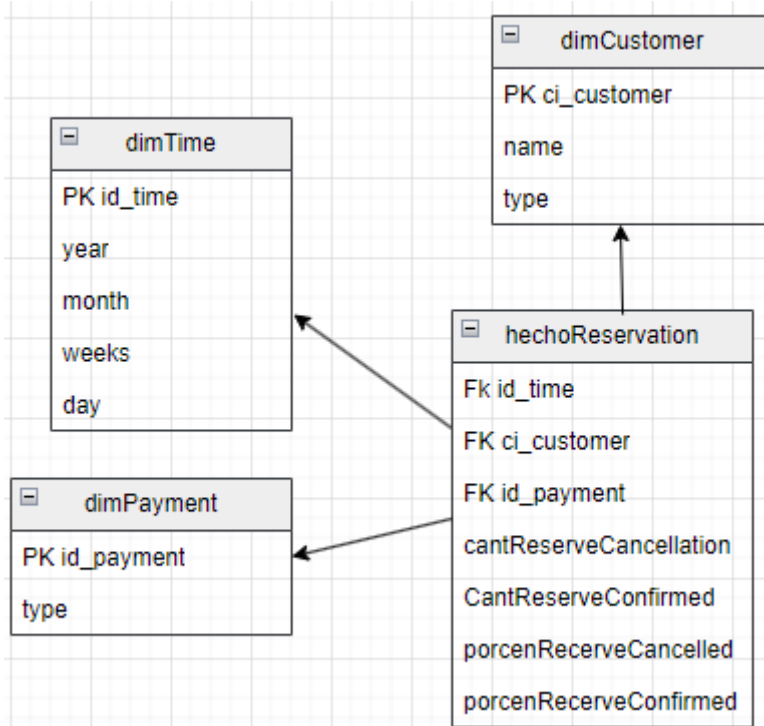 dimCustomer
PK ci_customer
name
type
dimTime
PK id_time
year
month
weeks
day
hechoReservation
Fk id_time
FK ci_customer
FK id_payment
cantReserveCancellation
CantReserveConfirmed
porcenRecerveCancelled
porcenRecerveConfirmed
dimPayment
PK id_payment
type